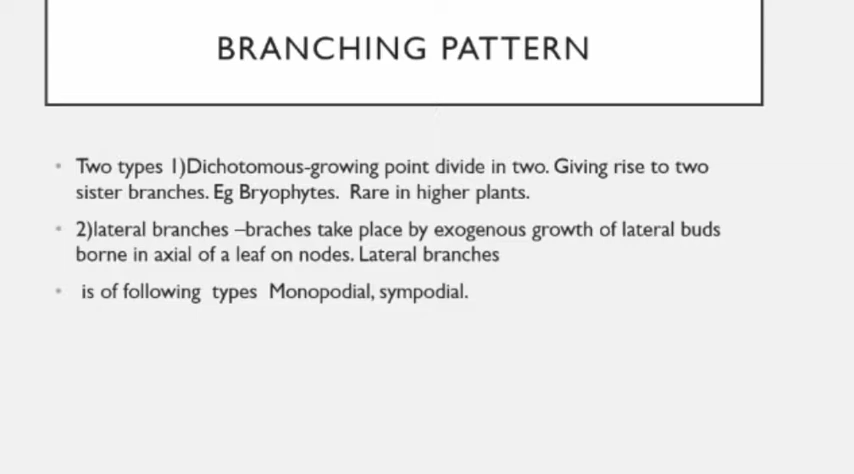 BRANCHING PATTERN
• Two types 1)Dichotomous-growing point divide in two. Giving rise to two
sister branches. Eg Bryophytes. Rare in higher plants.
• 2)lateral branches –braches take place by exogenous growth of lateral buds
borne in axial of a leaf on nodes. Lateral branches
• is of following types Monopodial, sympodial.